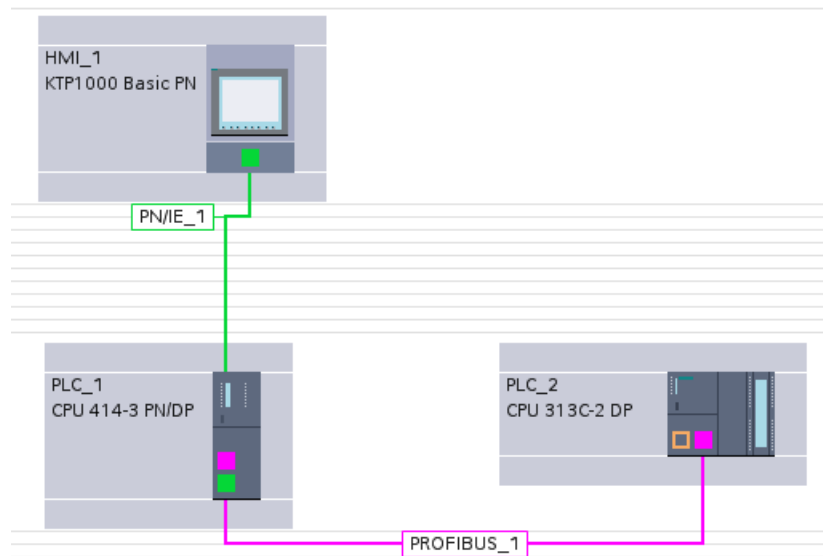 HMI_1
KTP1000 Basic PN
PN/IE_1
PLC_1
CPU 414-3 PN/DP
PLC_2
CPU 313C-2 DP
PROFIBUS_1